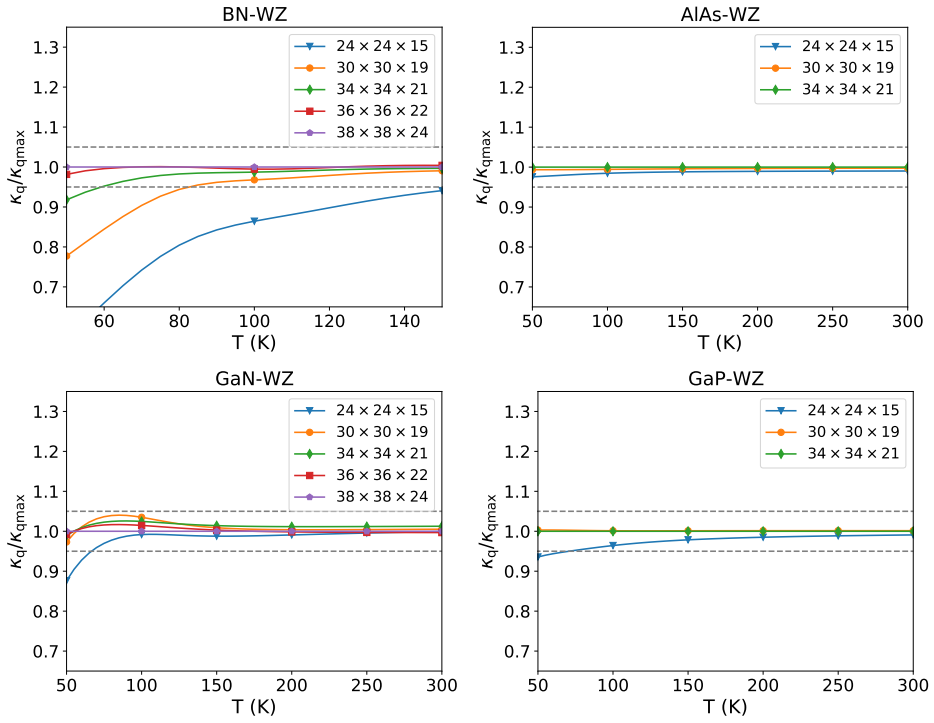 BN-WZ
1.3
1.2
1.1
1.0
0.9
0.8
0.7
κq/κqmax
24 × 24 × 15
30 × 30 × 19
34 × 34 × 21
36 × 36 × 22
38 × 38 × 24
60 80 100 120 140
T (K)
AlAs-WZ
1.3
1.2
1.1
1.0
0.9
0.8
0.7
κq/κqmax
24 × 24 × 15
30 × 30 × 19
34 × 34 × 21
50 100 150 200 250 300
T (K)
GaN-WZ
1.3
1.2
1.1
1.0
0.9
0.8
0.7
κq/κqmax
24 × 24 × 15
30 × 30 × 19
34 × 34 × 21
36 × 36 × 22
38 × 38 × 24
50 100 150 200 250 300
T (K)
GaP-WZ
1.3
1.2
1.1
1.0
0.9
0.8
0.7
κq/κqmax
24 × 24 × 15
30 × 30 × 19
34 × 34 × 21
50 100 150 200 250 300
T (K)